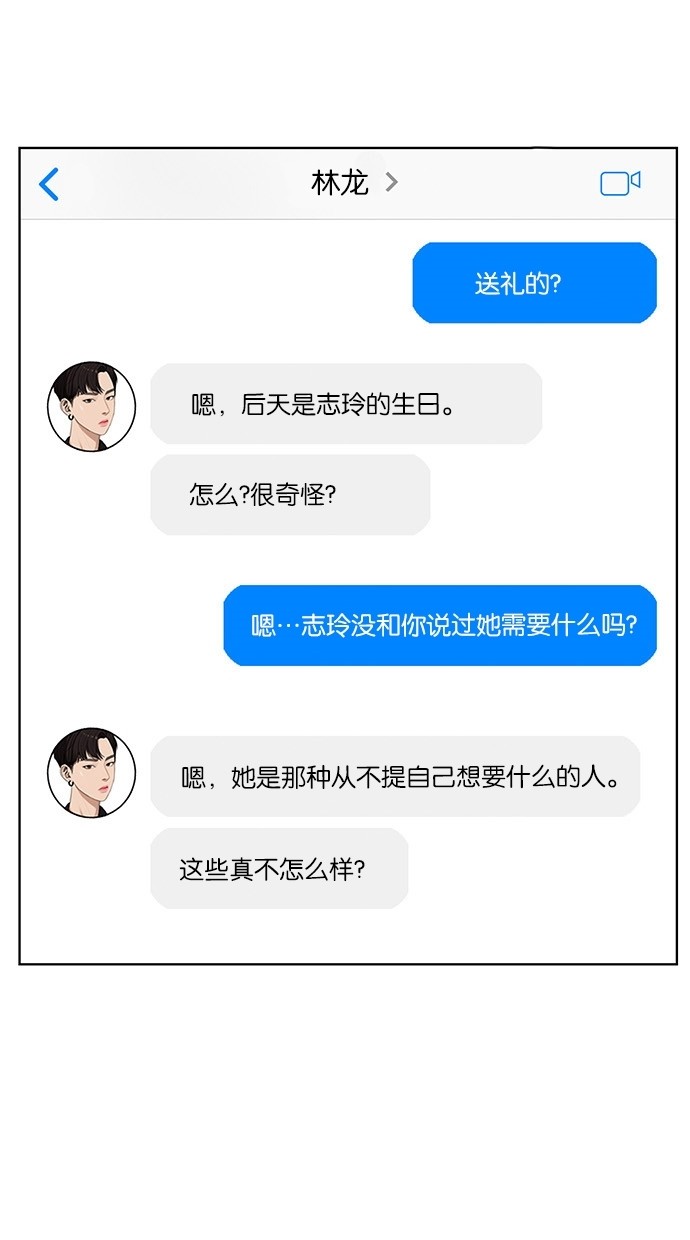 林龙
送礼的?
嗯，后天是志玲的生日。
怎么?很奇怪?
嗯…志玲没和你说过她需要什么吗?
嗯，她是那种从不提自己想要什么的人。
这些真不怎么样?